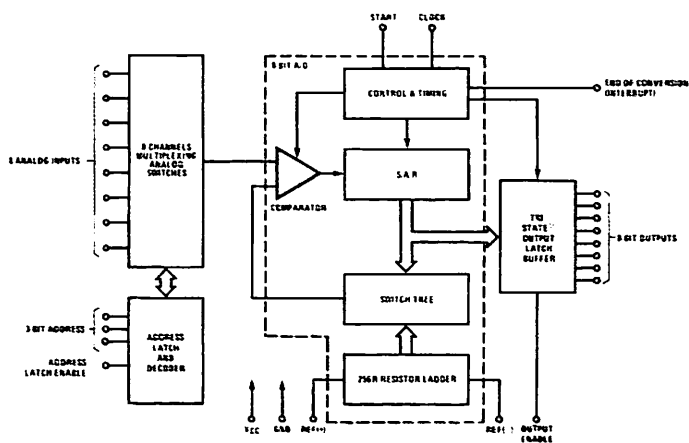 START
CLOCK
8 BIT A/D
CONTROL & TIMING
END OF CONVERSION
(INTERRUPT)
8 ANALOG INPUTS
8 CHANNELS
MULTIPLEXING
ANALOG
SWITCHES
COMPARATOR
S.A.R.
TRI
STATE
OUTPUT
LATCH
BUFFER
8-BIT OUTPUTS
SWITCH TREE
3-BIT ADDRESS
ADDRESS
LATCH
AND
DECODER
ADDRESS
LATCH ENABLE
256R RESISTOR LADDER
VCC
GND
REF(+)
REF(-)
OUTPUT
ENABLE